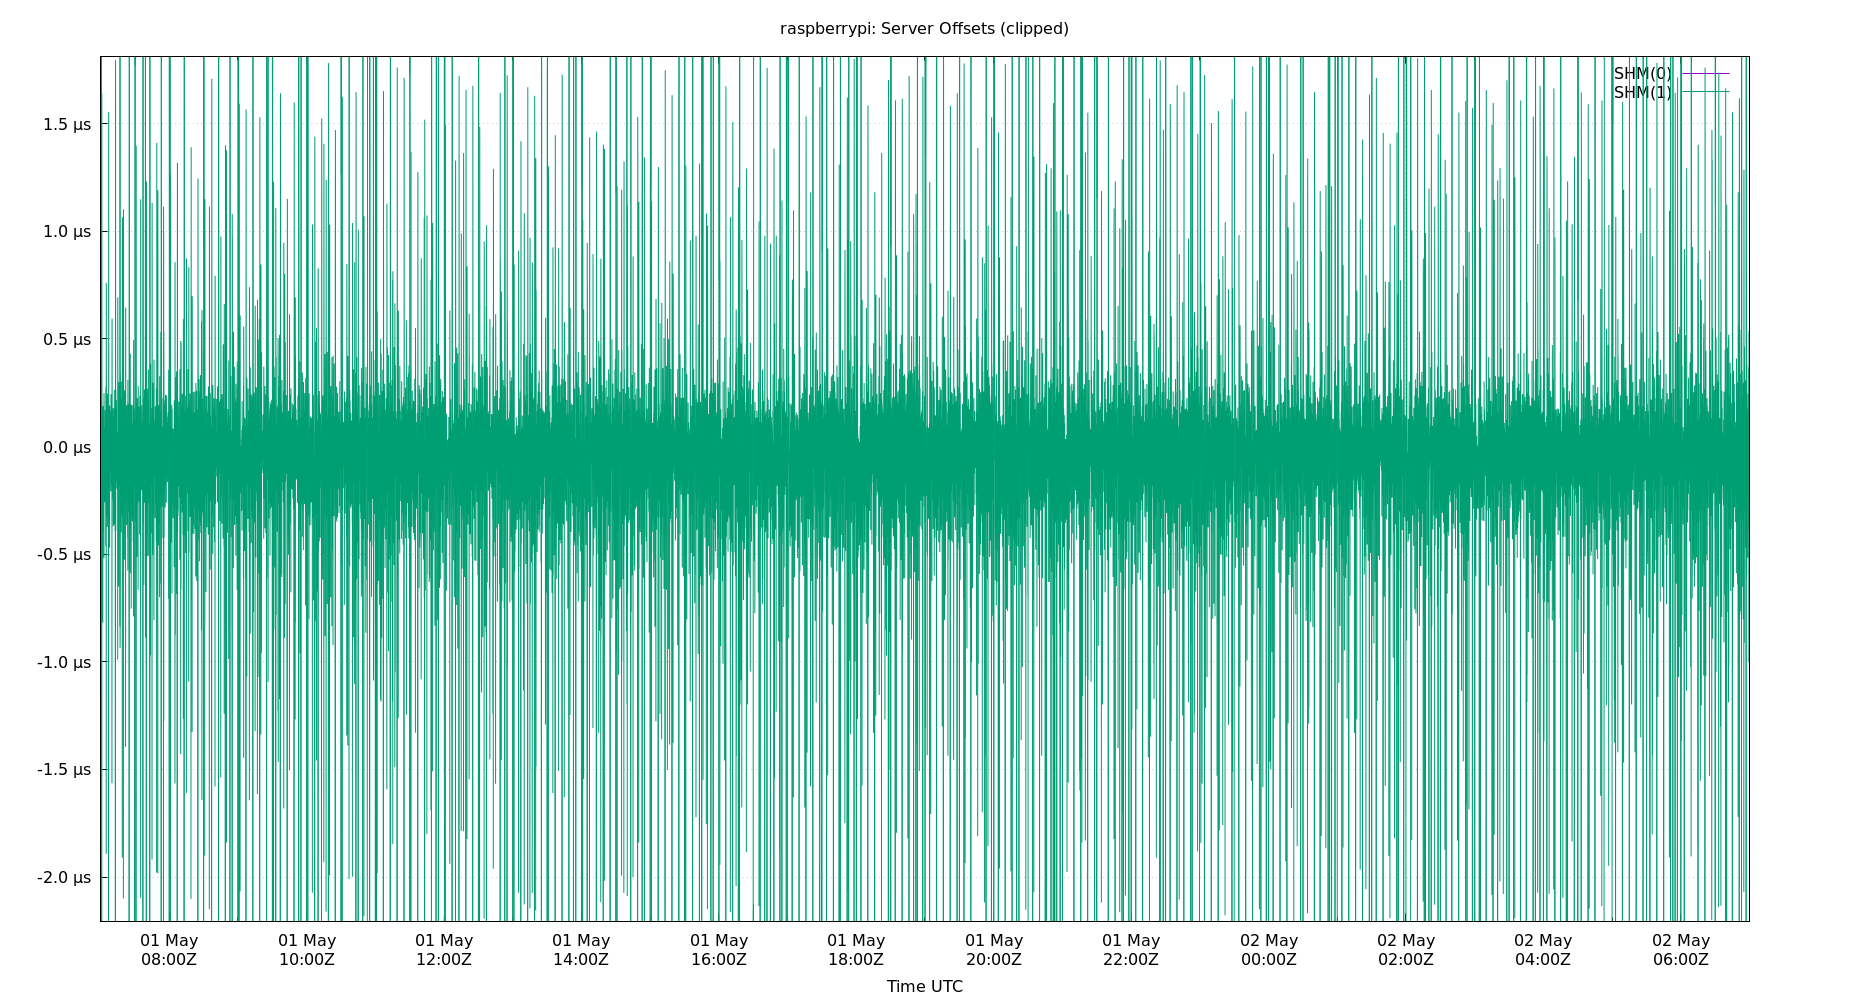 raspberrypi: Server Offsets (clipped)
SHM(0)
SHM(1)
1.5 µs
1.0 µs
0.5 µs
0.0 µs
-0.5 µs
-1.0 µs
-1.5 µs
-2.0 µs
01 May 01 May 01 May 01 May 01 May 01 May 01 May 01 May 02 May 02 May 02 May 02 May
08:00Z 10:00Z 12:00Z 14:00Z 16:00Z 18:00Z 20:00Z 22:00Z 00:00Z 02:00Z 04:00Z 06:00Z
Time UTC